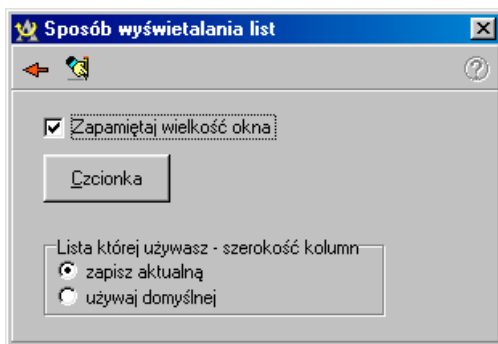 Sposób wyświetalania list
Zapamiętaj wielkość okna
Czcionka
Lista której używasz - szerokość kolumn
zapisz aktualną
używaj domyślnej